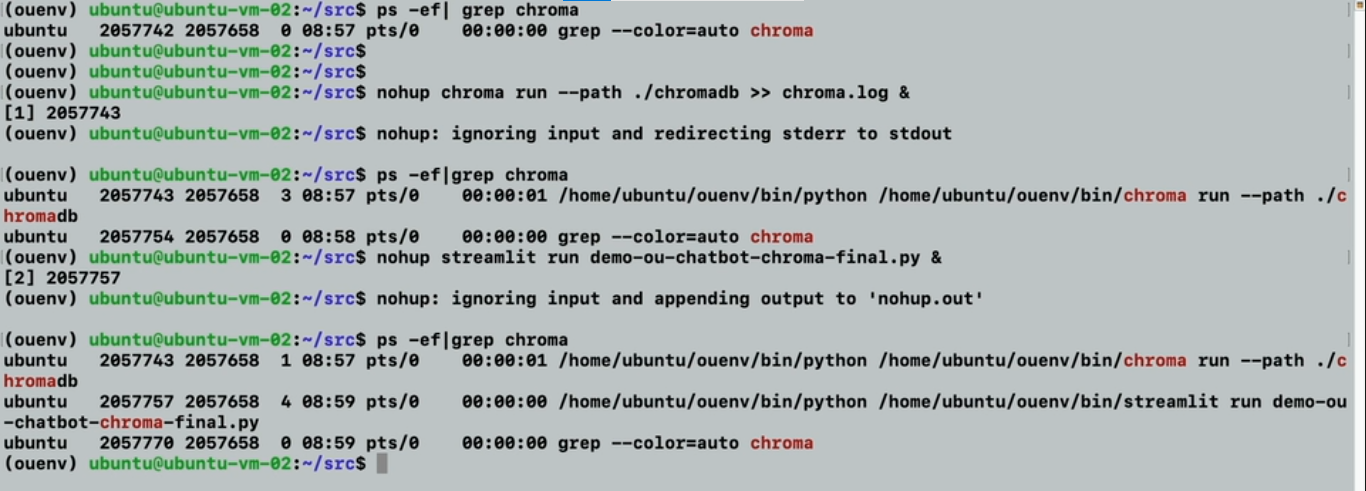 (ouenv) ubuntu@ubuntu-vm-02:~/src$ ps -ef| grep chroma
ubuntu   2057742 2057658  0 08:57 pts/0    00:00:00 grep --color=auto chroma
(ouenv) ubuntu@ubuntu-vm-02:~/src$
(ouenv) ubuntu@ubuntu-vm-02:~/src$
(ouenv) ubuntu@ubuntu-vm-02:~/src$ nohup chroma run --path ./chromadb >> chroma.log &
[1] 2057743
(ouenv) ubuntu@ubuntu-vm-02:~/src$ nohup: ignoring input and redirecting stderr to stdout
(ouenv) ubuntu@ubuntu-vm-02:~/src$ ps -ef|grep chroma
ubuntu   2057743 2057658  3 08:57 pts/0    00:00:01 /home/ubuntu/ouenv/bin/python /home/ubuntu/ouenv/bin/chroma run --path ./c
hromadb
ubuntu   2057754 2057658  0 08:58 pts/0    00:00:00 grep --color=auto chroma
(ouenv) ubuntu@ubuntu-vm-02:~/src$ nohup streamlit run demo-ou-chatbot-chroma-final.py &
[2] 2057757
(ouenv) ubuntu@ubuntu-vm-02:~/src$ nohup: ignoring input and appending output to 'nohup.out'
(ouenv) ubuntu@ubuntu-vm-02:~/src$ ps -ef|grep chroma
ubuntu   2057743 2057658  1 08:57 pts/0    00:00:01 /home/ubuntu/ouenv/bin/python /home/ubuntu/ouenv/bin/chroma run --path ./c
hromadb
ubuntu   2057757 2057658  4 08:59 pts/0    00:00:00 /home/ubuntu/ouenv/bin/python /home/ubuntu/ouenv/bin/streamlit run demo-ou
-chatbot-chroma-final.py
ubuntu   2057770 2057658  0 08:59 pts/0    00:00:00 grep --color=auto chroma
(ouenv) ubuntu@ubuntu-vm-02:~/src$